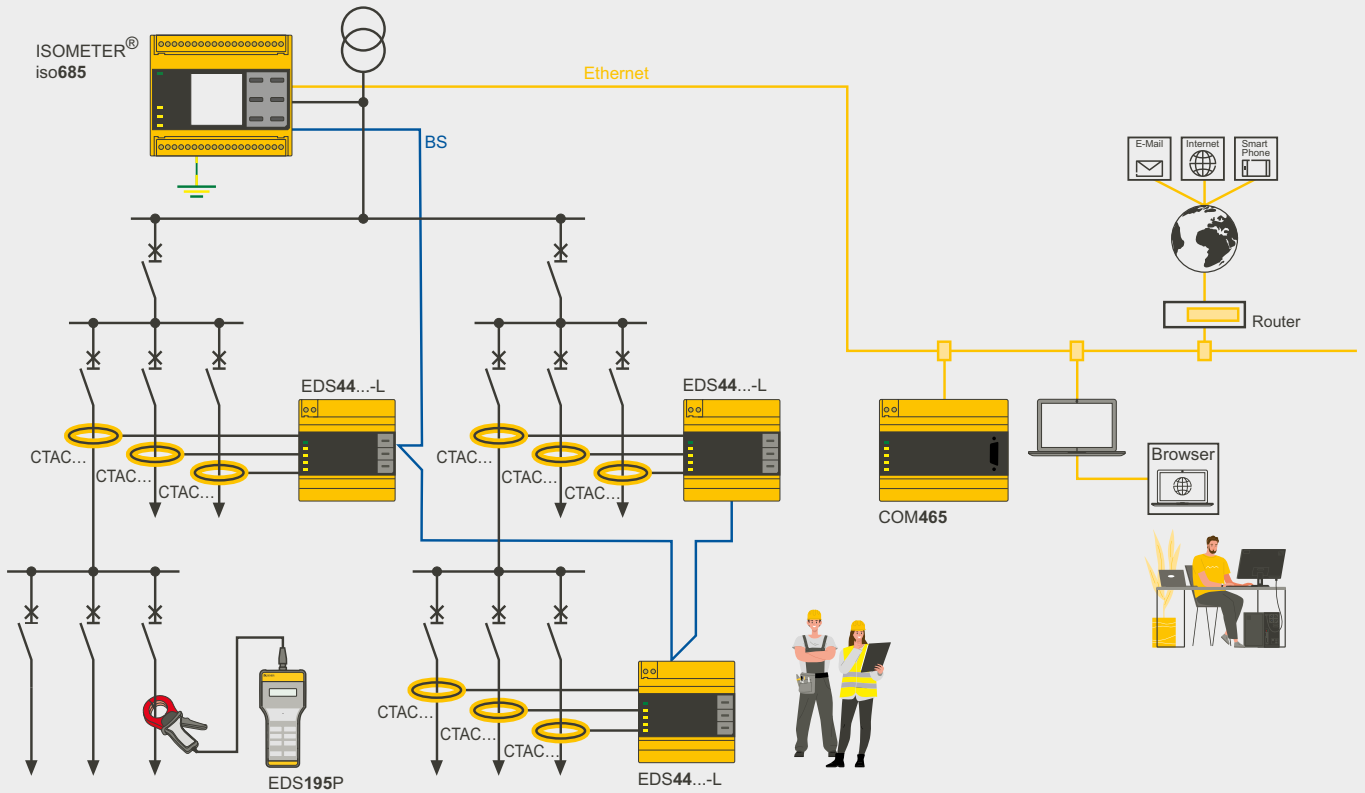 ISOMETER®
iso685
Ethernet
BS
E-Mail
Internet
Smart
Phone
Router
EDS44...-L
EDS44...-L
CTAC...
CTAC...
CTAC...
CTAC...
CTAC...
CTAC...
COM465
Browser
CTAC...
CTAC...
CTAC...
EDS195P
EDS44...-L